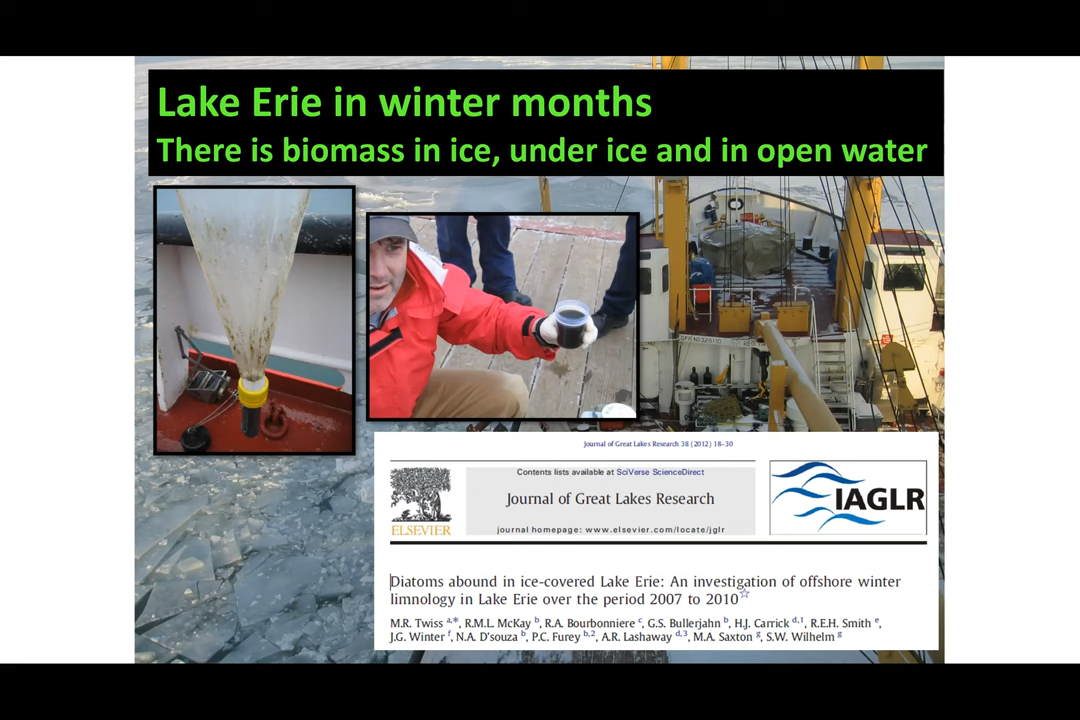 Lake Erie in winter months
There is biomass in ice, under ice and in open water
Journal of Great Lakes Research 38 (2012) 18–30
Contents lists available at SciVerse ScienceDirect
Journal of Great Lakes Research
journal homepage: www.elsevier.com/locate/jglr
ELSEVIER
IAGLR
Diatoms abound in ice-covered Lake Erie: An investigation of offshore winter
limnology in Lake Erie over the period 2007 to 2010☆
M.R. Twiss a,*, R.M.L. McKay b, R.A. Bourbonniere c, G.S. Bullerjahn b, H.J. Carrick d,1, R.E.H. Smith e,
J.G. Winter f, N.A. D'souza b, P.C. Furey b,2, A.R. Lashaway d,3, M.A. Saxton g, S.W. Wilhelm g